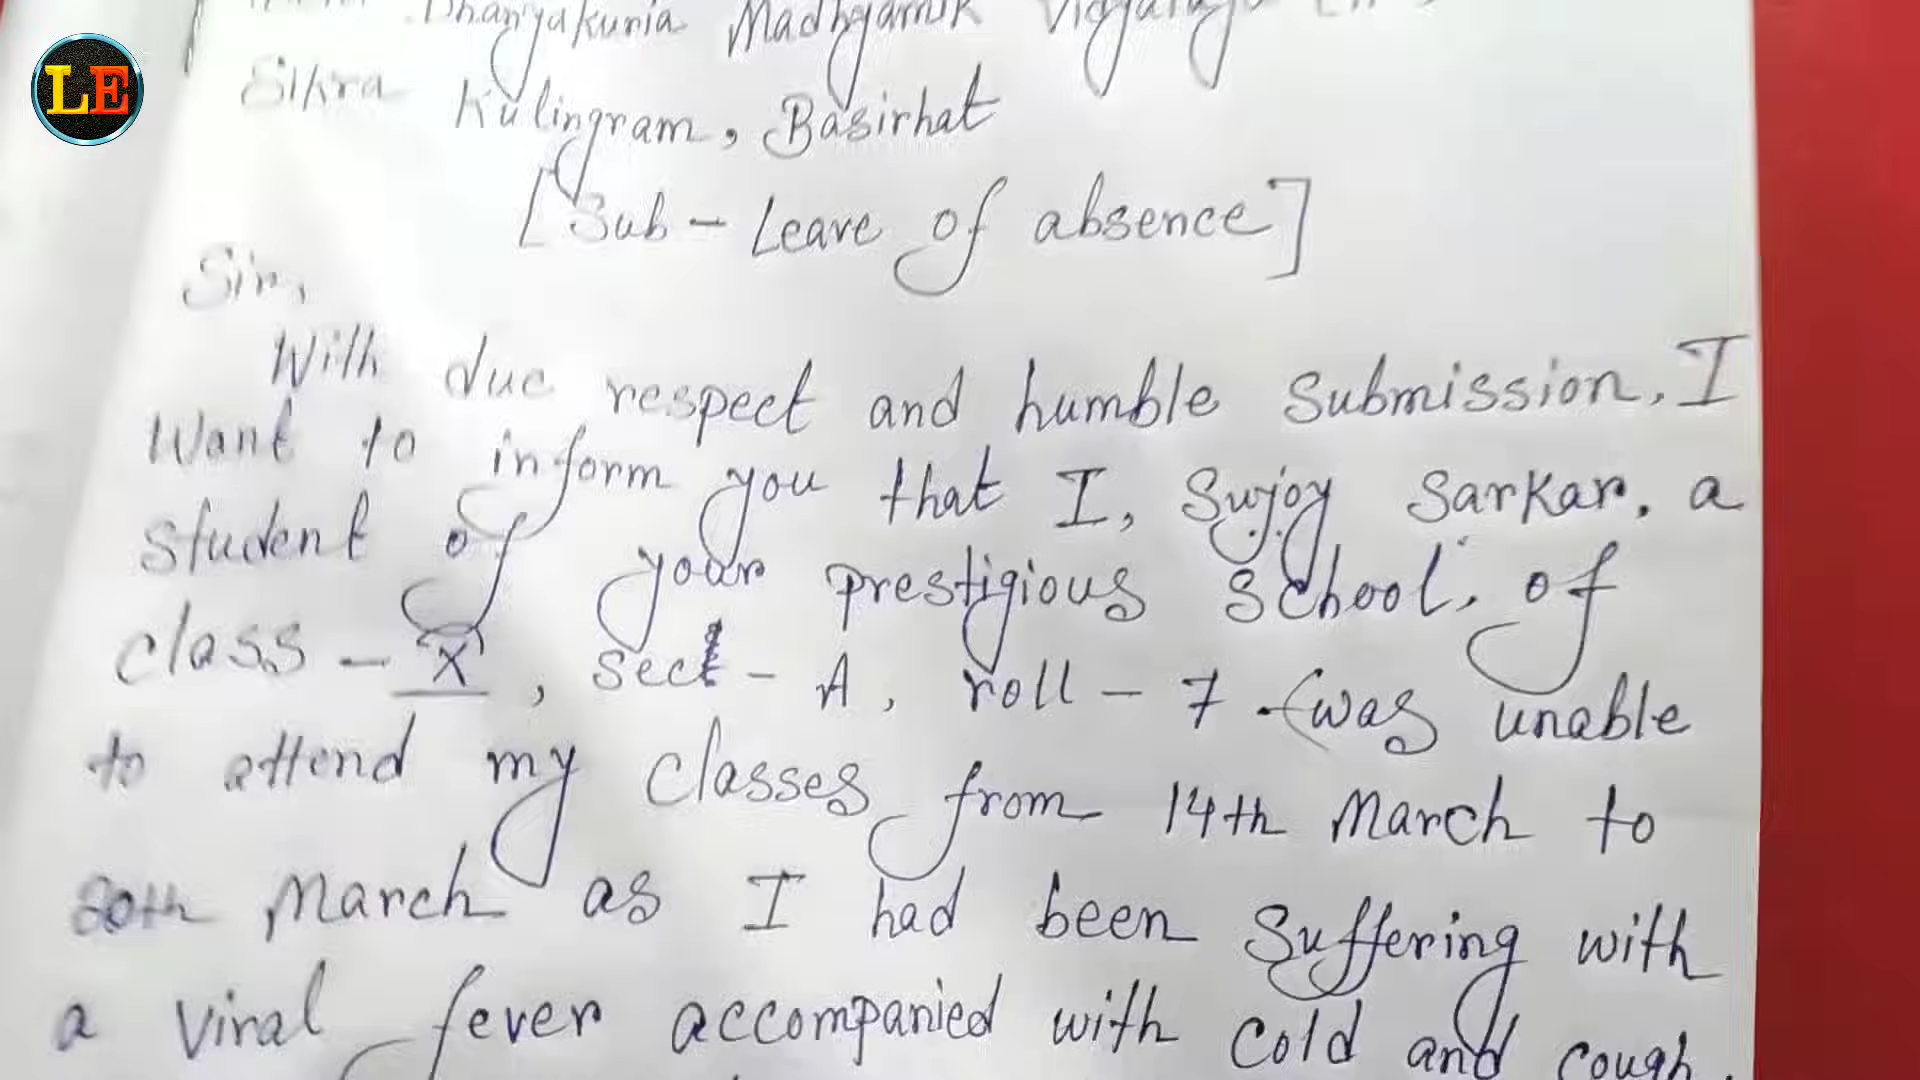 LE
Dhanyakuria Madhyamik Vidyalaya
Sikra Kulingram, Basirhat
[Sub - Leave of absence]
Sir,
With due respect and humble submission, I
want to inform you that I, Sujoy Sarkar, a
student of your prestigious school, of
class - X, sect - A, roll - 7 (was unable
to attend my classes from 14th March to
20th March as I had been suffering with
a viral fever accompanied with cold and cough.